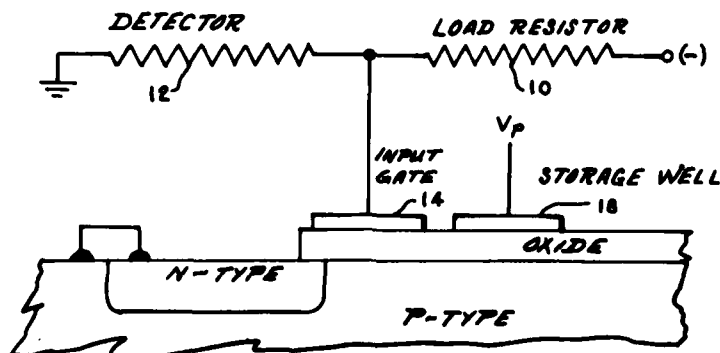 DETECTOR
LOAD RESISTOR
12
10
(-)
Vp
INPUT
GATE
14
STORAGE WELL
18
OXIDE
N-TYPE
P-TYPE